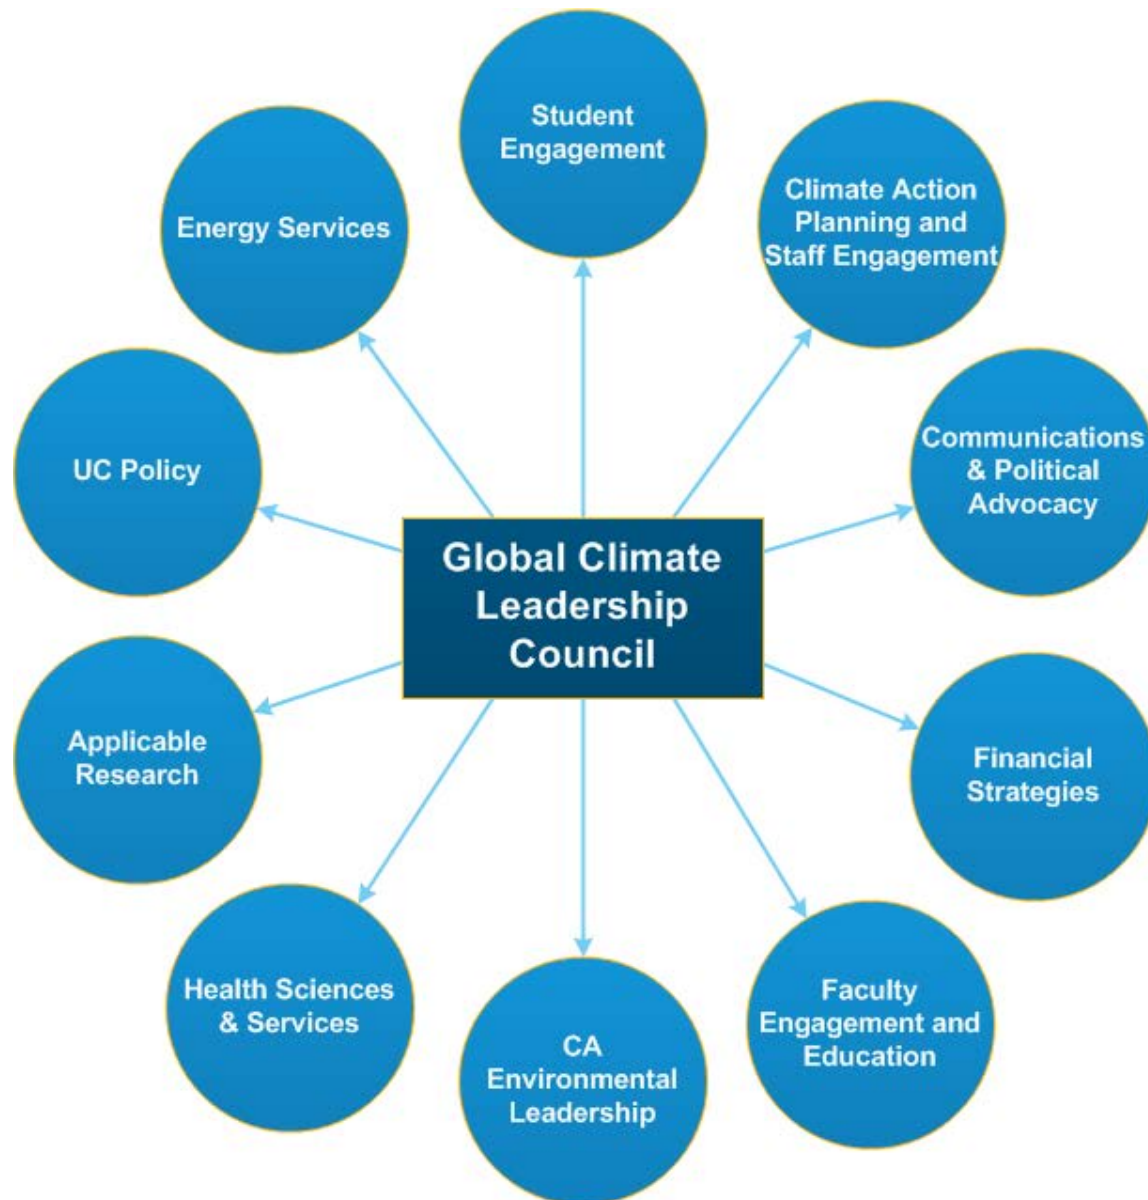 Student
Engagement
Climate Action
Planning and
Staff Engagement
Energy Services
Communications
& Political
Advocacy
UC Policy
Global Climate
Leadership
Council
Applicable
Research
Financial
Strategies
Health Sciences
& Services
Faculty
Engagement and
Education
CA
Environmental
Leadership